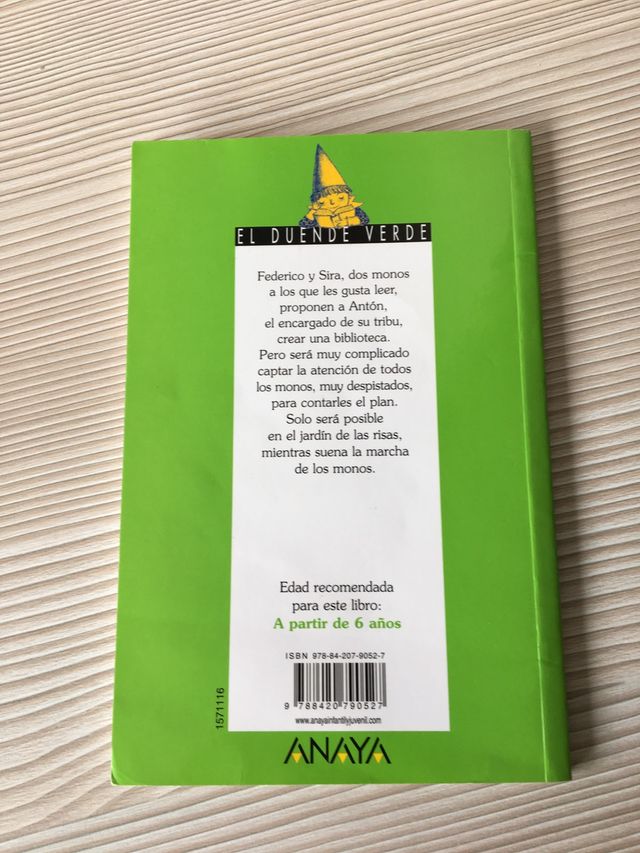 EL DUENDE VERDE
Federico y Sira, dos monos
a los que les gusta leer,
proponen a Antón,
el encargado de su tribu,
crear una biblioteca.
Pero será muy complicado
captar la atención de todos
los monos, muy despistados,
para contarles el plan.
Solo será posible
en el jardín de las risas,
mientras suena la marcha
de los monos.
Edad recomendada
para este libro:
A partir de 6 años
ISBN 978-84-207-9052-7
9 788420 790527
www.anayainfantilyjuvenil.com
1571116
ANAYA